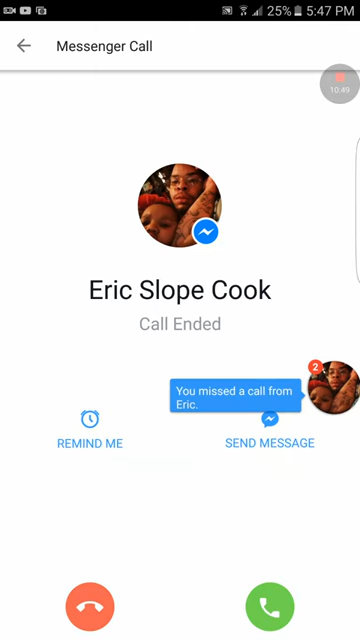 25% 5:47 PM
Messenger Call
10:49
Eric Slope Cook
Call Ended
2
You missed a call from
Eric.
REMIND ME
SEND MESSAGE